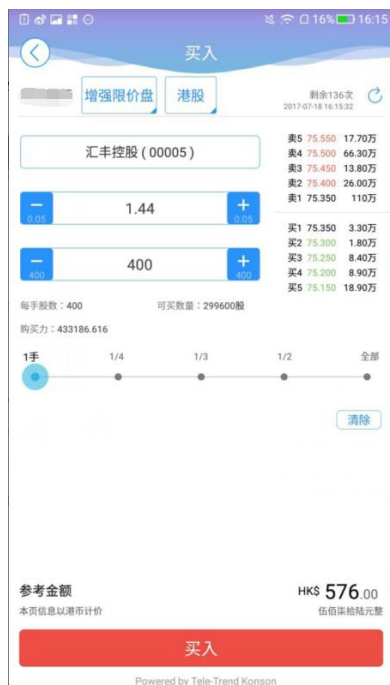 16% 16:15
买入
增强限价盘 港股 剩余136次
2017-07-18 16:15:32
汇丰控股 ( 00005 )
卖5 75.550 17.70万
卖4 75.500 66.30万
卖3 75.450 13.80万
卖2 75.400 26.00万
卖1 75.350 110万
− 0.05 1.44 + 0.05
买1 75.350 3.30万
买2 75.300 1.80万
买3 75.250 8.40万
买4 75.200 8.90万
买5 75.150 18.90万
− 400 400 + 400
每手股数：400 可买数量：299600股
购买力：433186.616
1手 1/4 1/3 1/2 全部
清除
参考金额 HK$ 576.00
本页信息以港币计价 伍佰柒拾陆元整
买入
Powered by Tele-Trend Konson